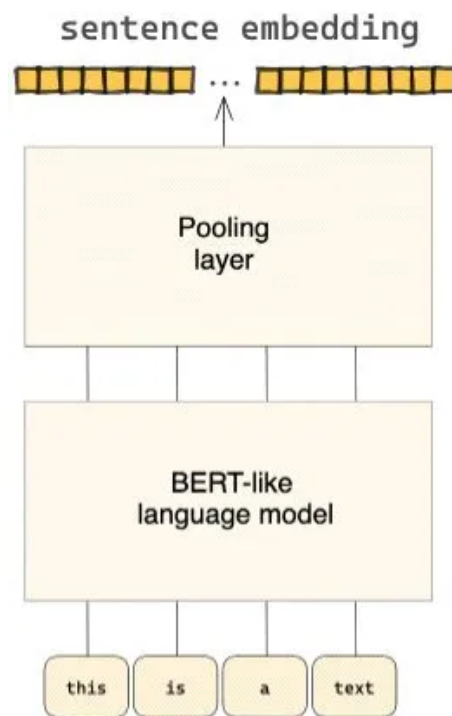 sentence embedding
...
Pooling
layer
BERT-like
language model
this is a text